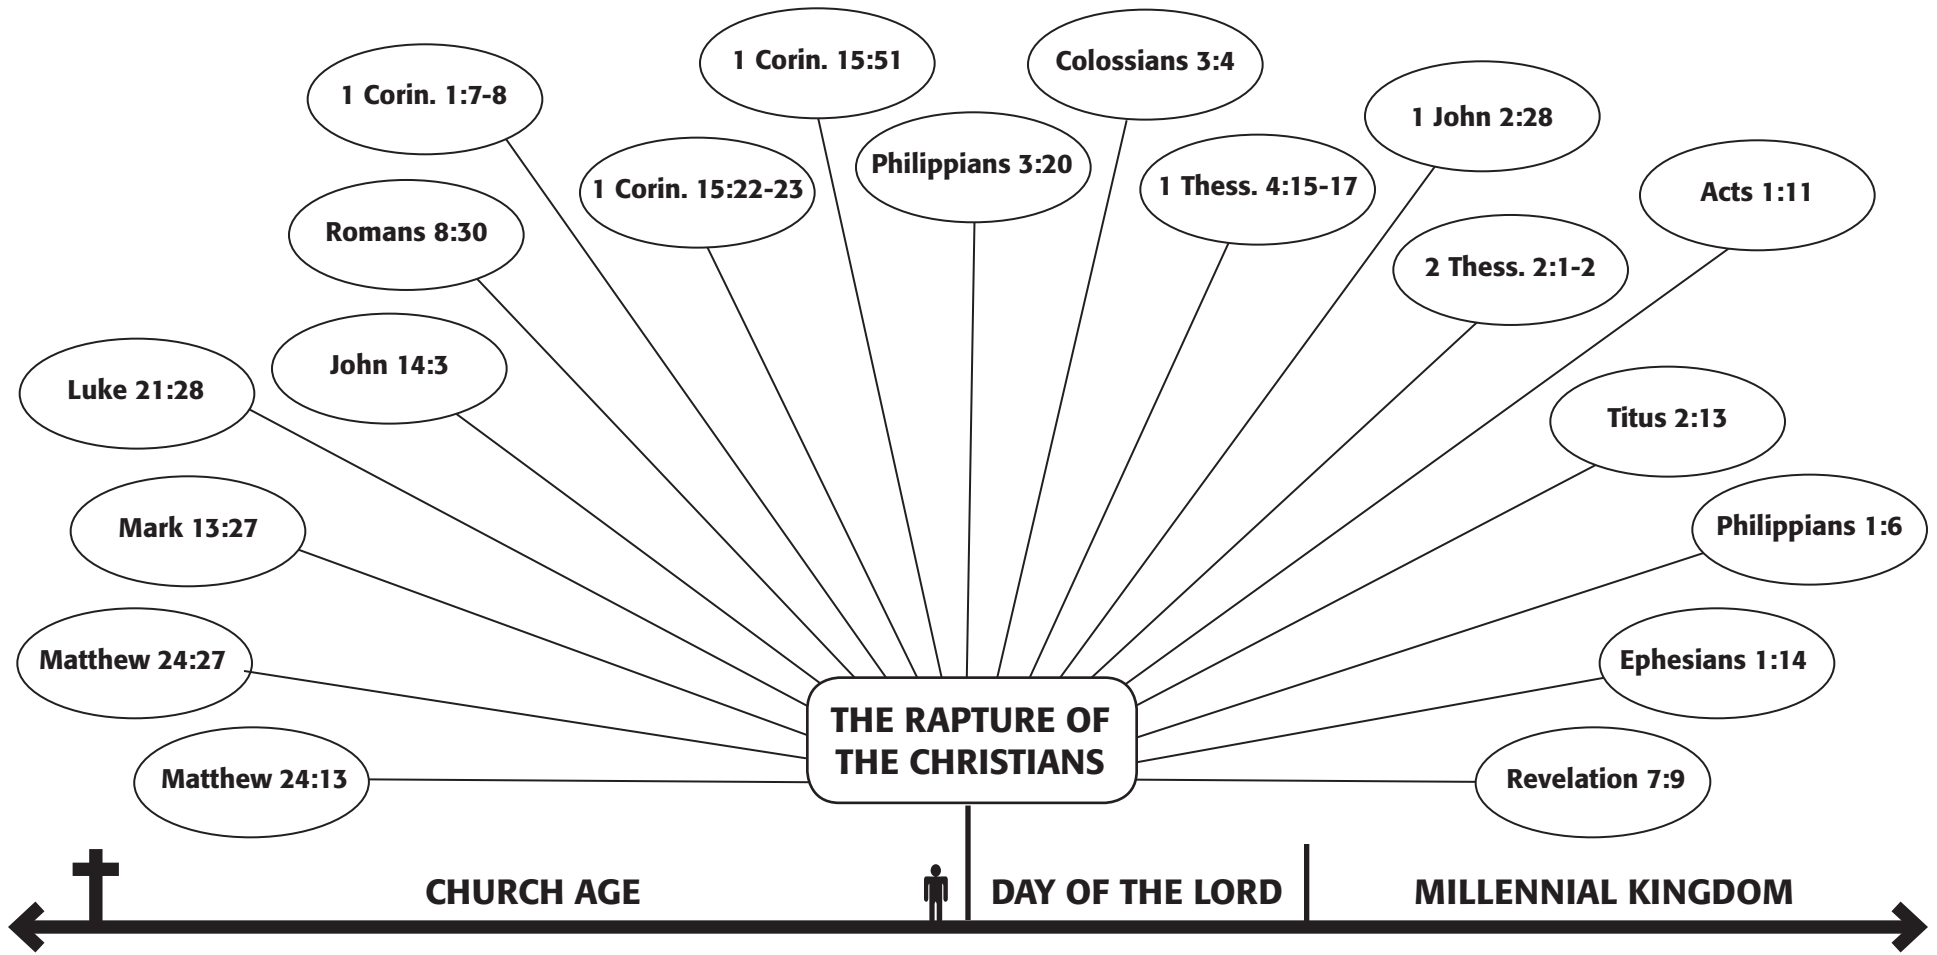 1 Corin. 15:51
Colossians 3:4
1 Corin. 1:7-8
1 John 2:28
Philippians 3:20
1 Corin. 15:22-23
1 Thess. 4:15-17
Acts 1:11
Romans 8:30
2 Thess. 2:1-2
John 14:3
Luke 21:28
Titus 2:13
Mark 13:27
Philippians 1:6
Matthew 24:27
Ephesians 1:14
THE RAPTURE OF
THE CHRISTIANS
Matthew 24:13
Revelation 7:9
CHURCH AGE
DAY OF THE LORD
MILLENNIAL KINGDOM